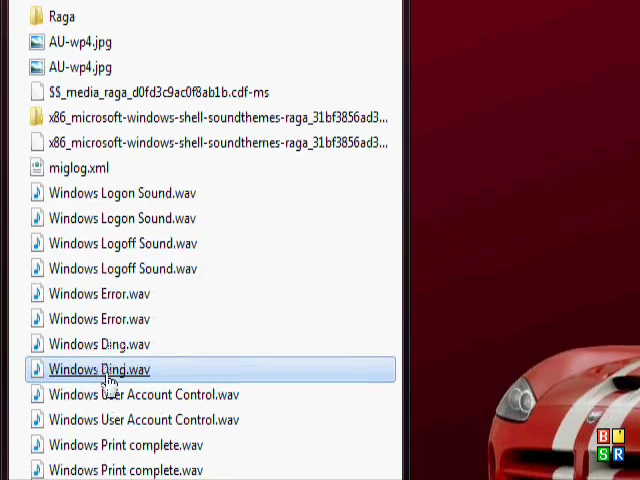 Raga
AU-wp4.jpg
AU-wp4.jpg
$$_media_raga_d0fd3c9ac0f8ab1b.cdf-ms
x86_microsoft-windows-shell-soundthemes-raga_31bf3856ad3...
x86_microsoft-windows-shell-soundthemes-raga_31bf3856ad3...
miglog.xml
Windows Logon Sound.wav
Windows Logon Sound.wav
Windows Logoff Sound.wav
Windows Logoff Sound.wav
Windows Error.wav
Windows Error.wav
Windows Ding.wav
Windows Ding.wav
Windows User Account Control.wav
Windows User Account Control.wav
Windows Print complete.wav
Windows Print complete.wav
B
S R